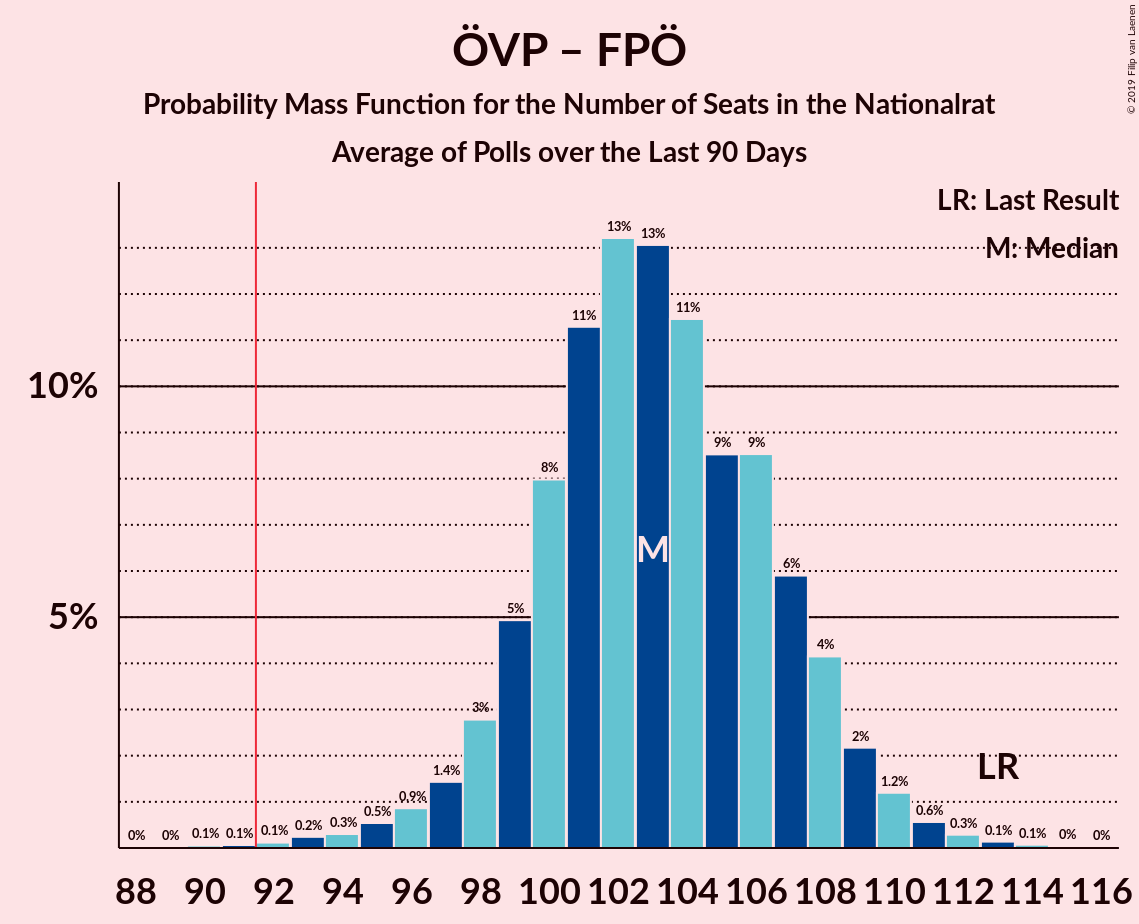 ÖVP – FPÖ
Probability Mass Function for the Number of Seats in the Nationalrat
Average of Polls over the Last 90 Days
© 2019 Filip van Laenen
LR: Last Result
M: Median
10%
5%
0% 0% 0.1% 0.1% 0.1% 0.2% 0.3% 0.5% 0.9% 1.4% 3% 5% 8% 11% 13% 13% 11% 9% 9% 6% 4% 2% 1.2% 0.6% 0.3% 0.1% 0.1% 0% 0%
M
LR
88 90 92 94 96 98 100 102 104 106 108 110 112 114 116